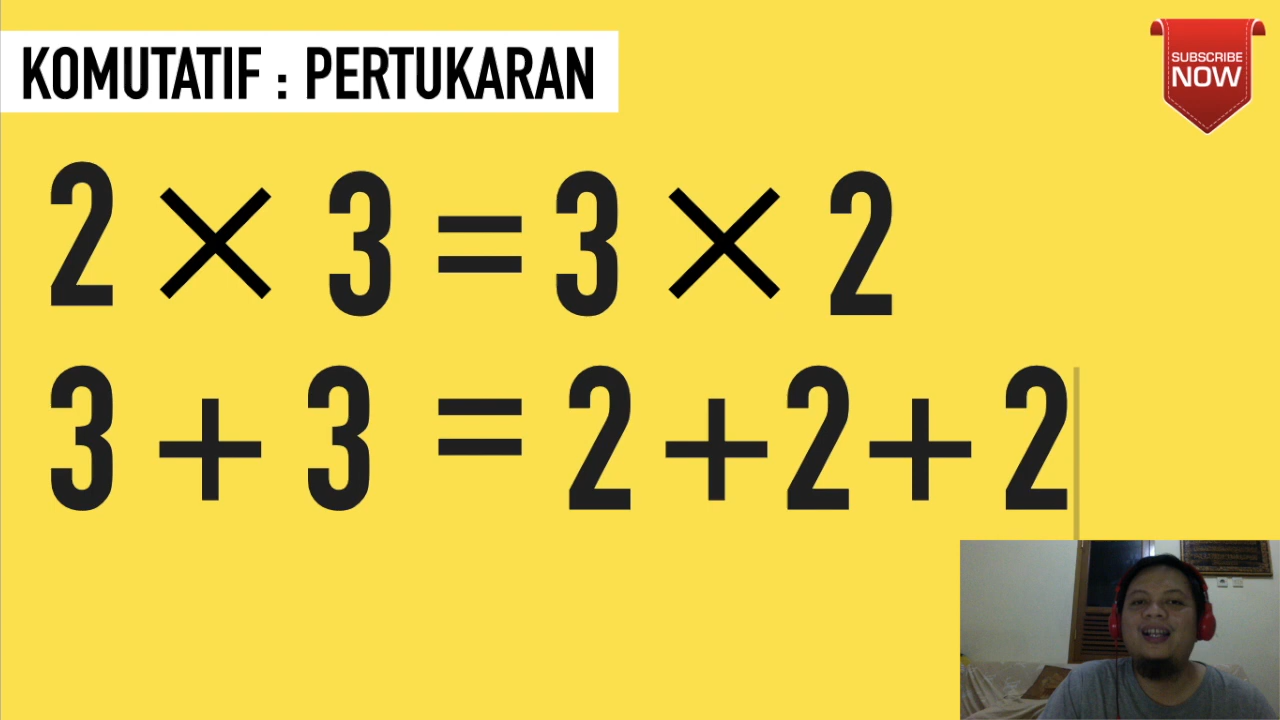 KOMUTATIF : PERTUKARAN
SUBSCRIBE
NOW
2 × 3 = 3 × 2
3 + 3 = 2 + 2 + 2